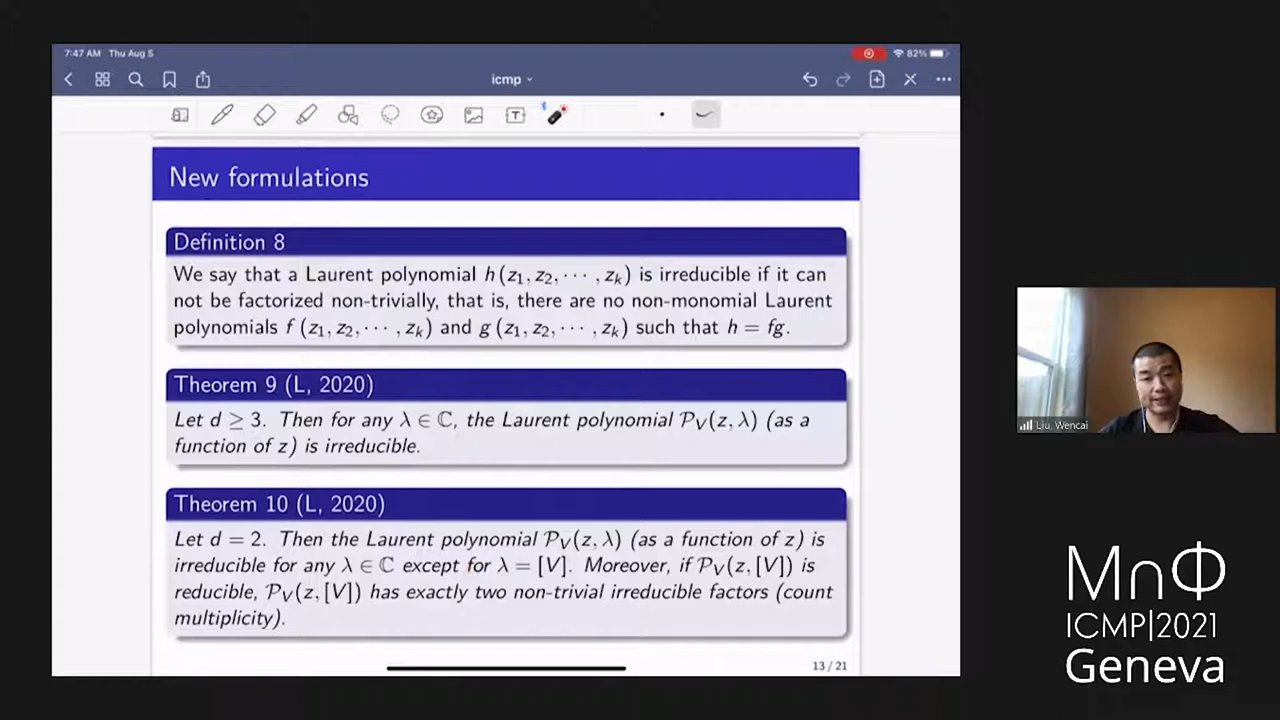 7:47 AM Thu Aug 5
82%
icmp
New formulations
Definition 8
We say that a Laurent polynomial h(z₁, z₂, ⋯ , zₖ) is irreducible if it can
not be factorized non-trivially, that is, there are no non-monomial Laurent
polynomials f(z₁, z₂, ⋯ , zₖ) and g(z₁, z₂, ⋯ , zₖ) such that h = fg.
Theorem 9 (L, 2020)
Let d ≥ 3. Then for any λ ∈ ℂ, the Laurent polynomial 𝒫_V(z, λ) (as a
function of z) is irreducible.
Theorem 10 (L, 2020)
Let d = 2. Then the Laurent polynomial 𝒫_V(z, λ) (as a function of z) is
irreducible for any λ ∈ ℂ except for λ = [V]. Moreover, if 𝒫_V(z, [V]) is
reducible, 𝒫_V(z, [V]) has exactly two non-trivial irreducible factors (count
multiplicity).
13 / 21
Liu, Wencai
МпФ
ICMP|2021
Geneva